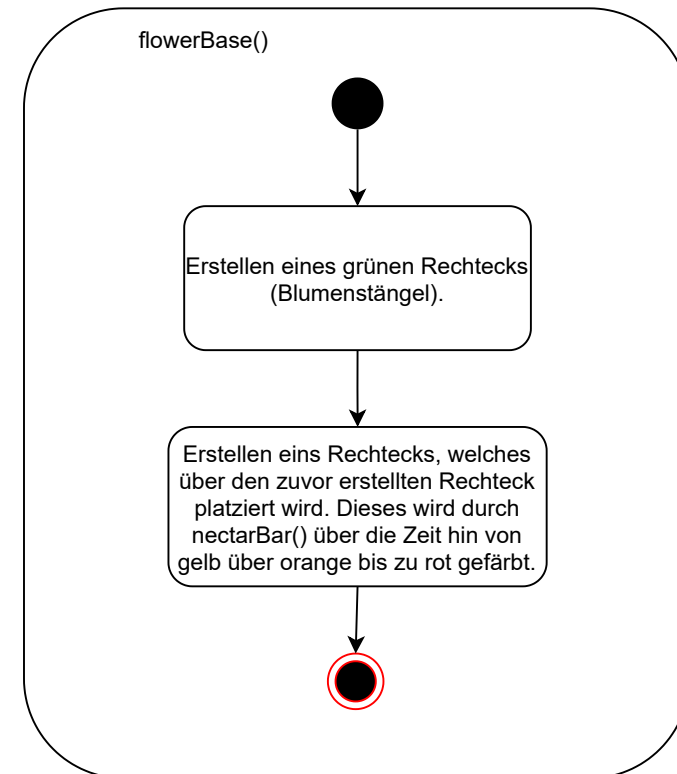 flowerBase()
Erstellen eines grünen Rechtecks
(Blumenstängel).
Erstellen eins Rechtecks, welches
über den zuvor erstellten Rechteck
platziert wird. Dieses wird durch
nectarBar() über die Zeit hin von
gelb über orange bis zu rot gefärbt.